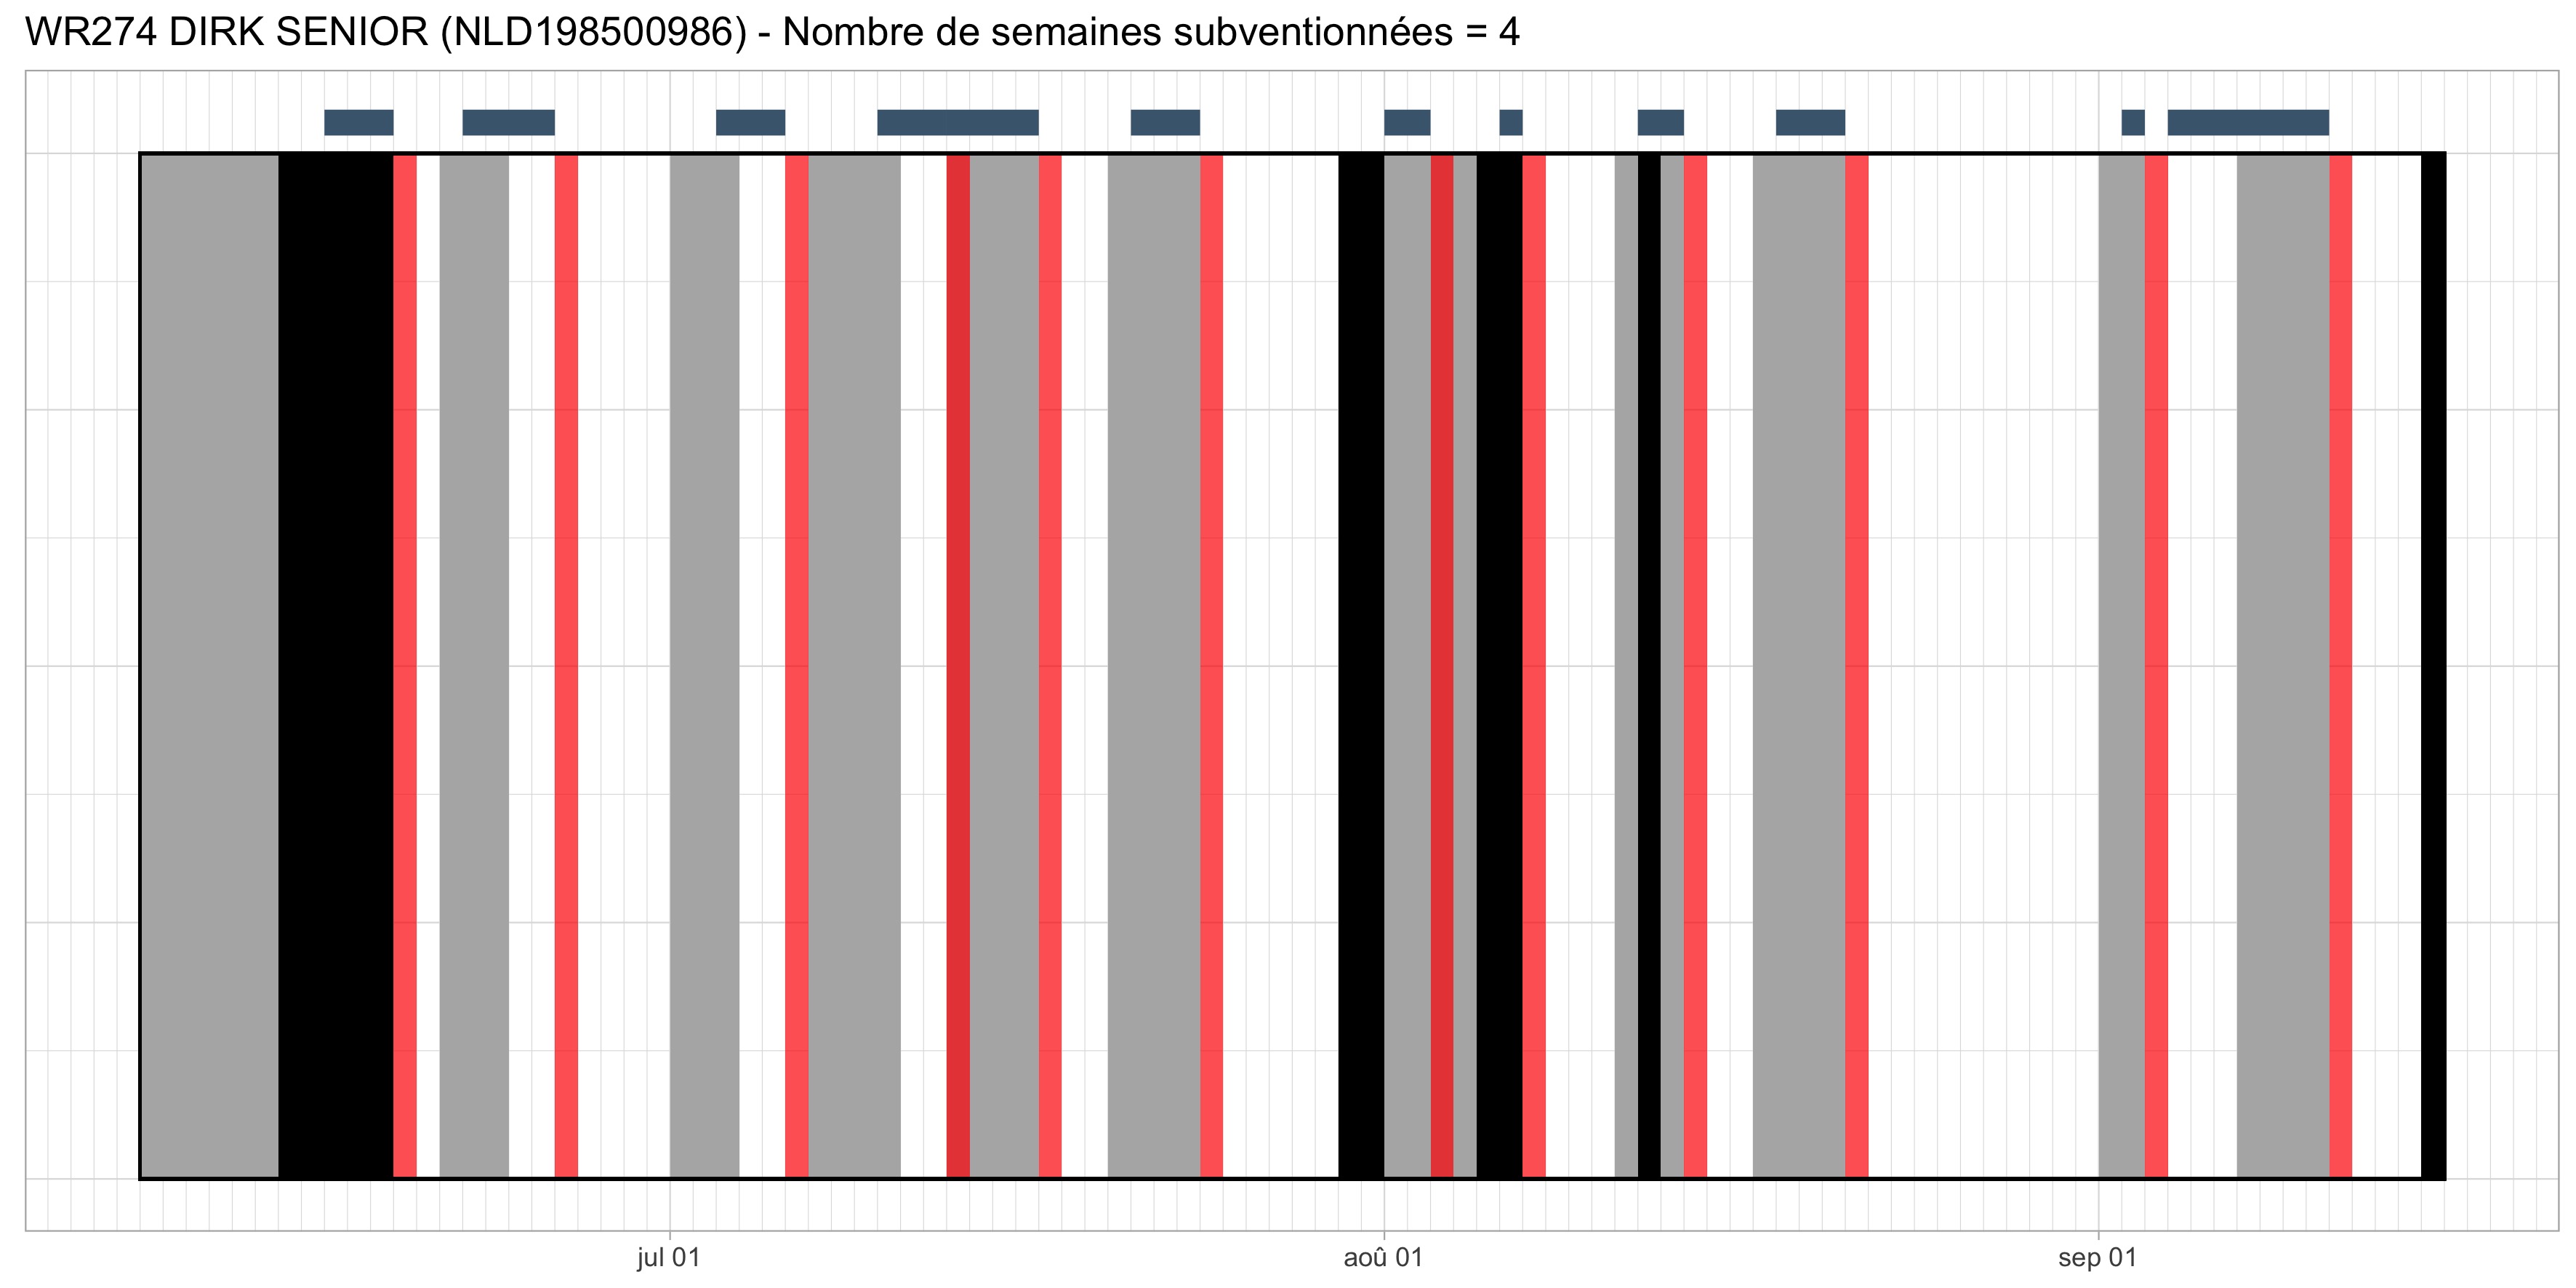 WR274 DIRK SENIOR (NLD198500986) - Nombre de semaines subventionnées = 4
jul 01
aoû 01
sep 01